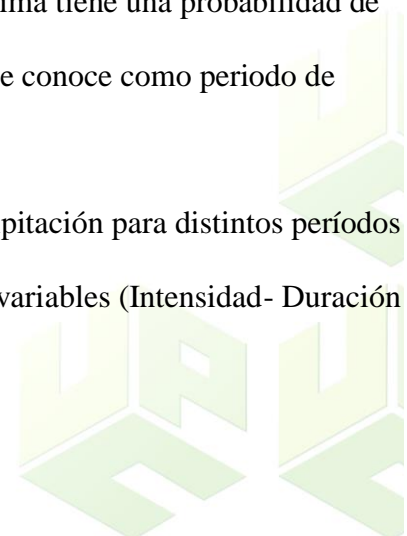 ima tiene una probabilidad de
e conoce como periodo de
pitación para distintos períodos
variables (Intensidad- Duración